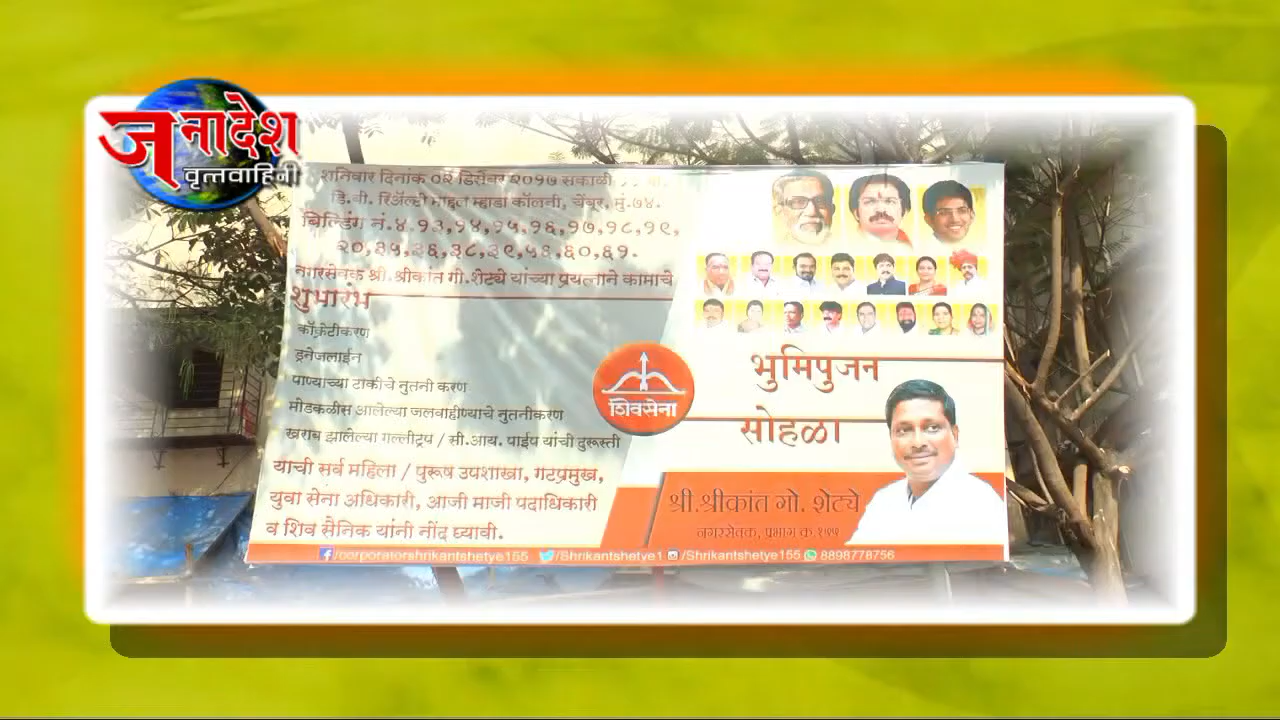 जनादेश
वृत्तवाहिनी
शनिवार दिनांक ०२ डिसेंबर २०१७ सकाळी
डि.बी. रिॲल्टी माहुल म्हाडा कॉलनी, चेंबूर, मुं.७४.
बिल्डिंग नं.४,१३,१४,१५,१६,१७,१८,१९,
२०,३५,३६,३८,३९,५६,६०,६१.
नगरसेवक श्री.श्रीकांत गो.शेट्ये यांच्या प्रयत्नाने कामाचे
शुभारंभ
काँक्रेटीकरण
ड्रनेजलाईन
पाण्याच्या टाकीचे नुतनी करण
मोडकळीस आलेल्या जलवाहीण्याचे नुतनीकरण
खराब झालेल्या गल्लीट्रप / सी.आय. पाईप यांची दुरूस्ती
याची सर्व महिला / पुरूष उपशाखा, गटप्रमुख,
युवा सेना अधिकारी, आजी माजी पदाधिकारी
व शिव सैनिक यांनी नोंद घ्यावी.
शिवसेना
भुमिपुजन
सोहळा
श्री.श्रीकांत गो. शेट्ये
नगरसेवक, प्रभाग क्र.१५५
/corporatorshrikantshetye155 /Shrikantshetye1 /Shrikantshetye155 8898778756